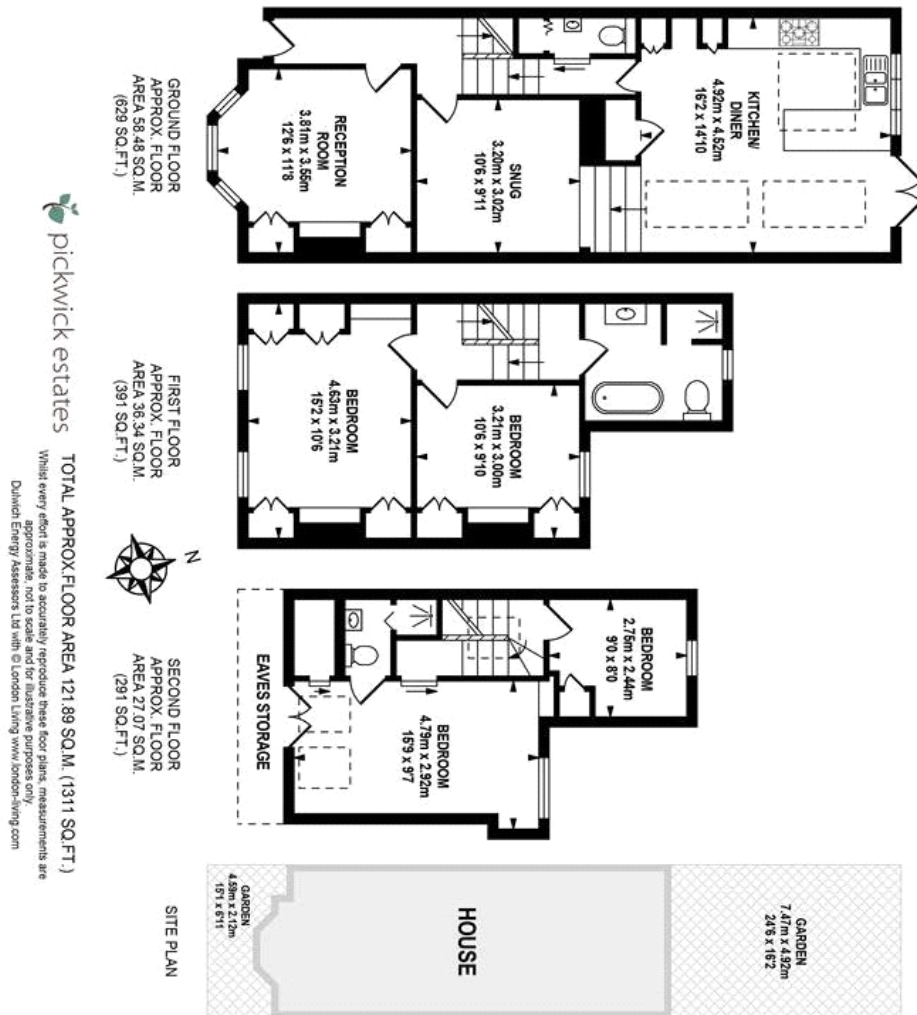 KITCHEN/
DINER
4.92m x 4.52m
16'2 x 14'10
SNUG
3.20m x 3.02m
10'6 x 9'11
RECEPTION
ROOM
3.81m x 3.55m
12'6 x 11'8
GROUND FLOOR
APPROX. FLOOR
AREA 58.48 SQ.M.
(629 SQ.FT.)
BEDROOM
4.63m x 3.21m
15'2 x 10'6
BEDROOM
3.21m x 3.00m
10'6 x 9'10
FIRST FLOOR
APPROX. FLOOR
AREA 36.34 SQ.M.
(391 SQ.FT.)
BEDROOM
2.75m x 2.44m
9'0 x 8'0
BEDROOM
4.79m x 2.92m
15'9 x 9'7
EAVES STORAGE
SECOND FLOOR
APPROX. FLOOR
AREA 27.07 SQ.M.
(291 SQ.FT.)
GARDEN
7.47m x 4.92m
24'6 x 16'2
HOUSE
GARDEN
4.59m x 2.12m
15'1 x 6'11
SITE PLAN
N
pickwick estates
TOTAL APPROX.FLOOR AREA 121.89 SQ.M. (1311 SQ.FT.)
Whilst every effort is made to accurately reproduce these floor plans, measurements are
approximate, not to scale and for illustrative purposes only.
Dulwich Energy Assessors Ltd with © London Living www.london-living.com